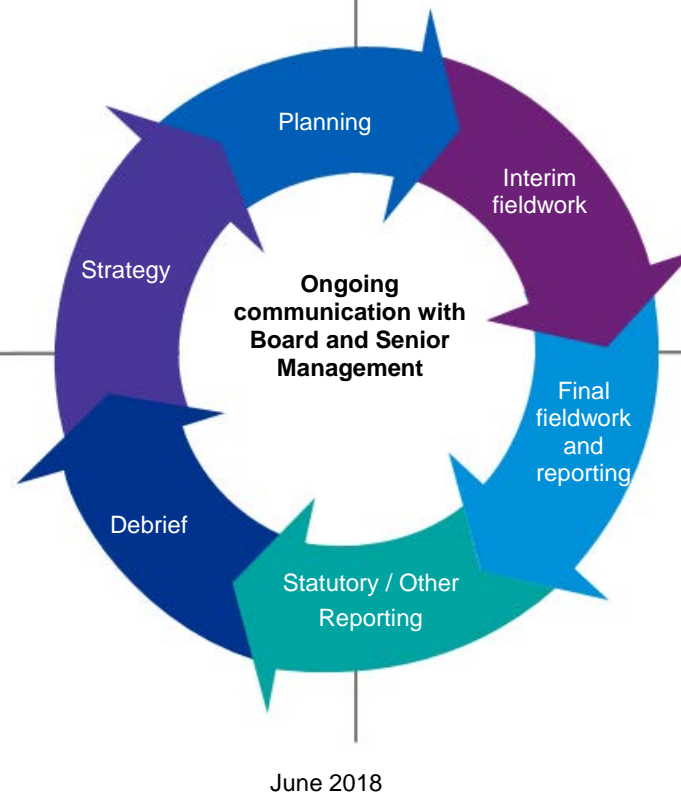 Planning
Interim
fieldwork
Strategy
Ongoing
communication with
Board and Senior
Management
Final
fieldwork
and
reporting
Debrief
Statutory / Other
Reporting
June 2018